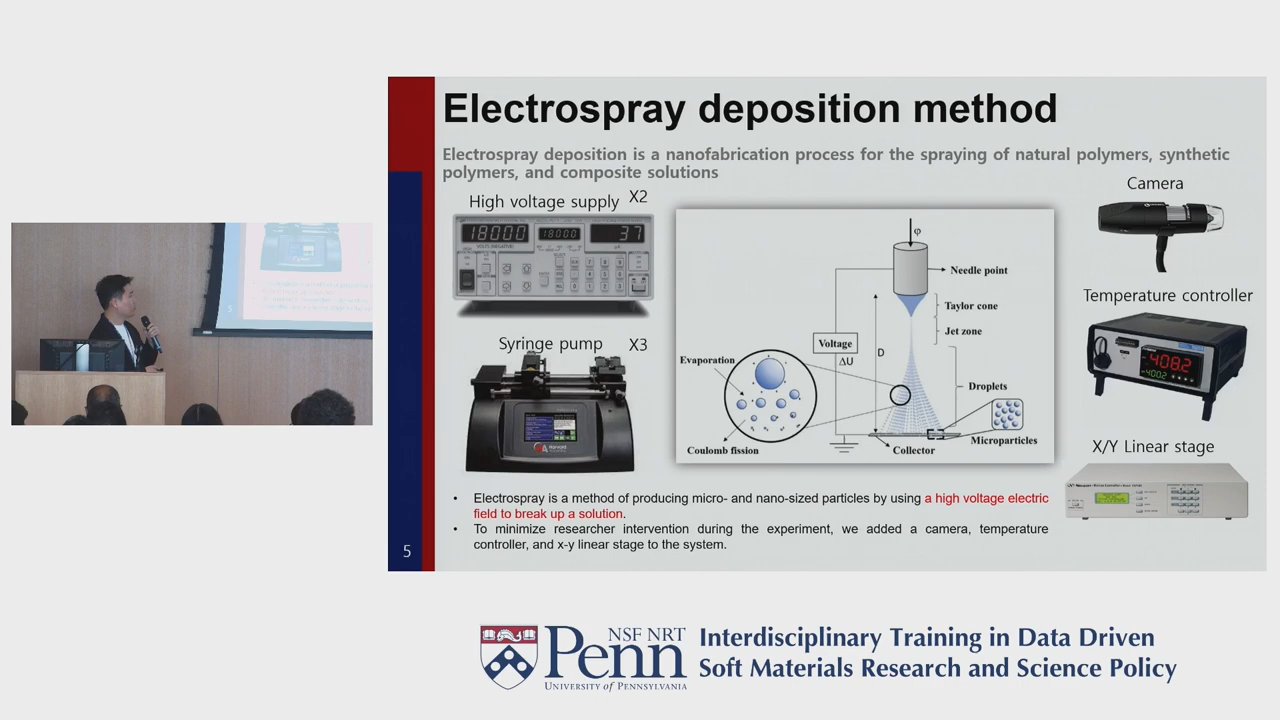 Electrospray deposition method
Electrospray deposition is a nanofabrication process for the spraying of natural polymers, synthetic
polymers, and composite solutions
High voltage supply X2
18000 18000 37
Syringe pump X3
φ
Needle point
Taylor cone
Jet zone
Voltage
ΔU
D
Evaporation
Droplets
Coulomb fission
Collector
Microparticles
Camera
Temperature controller
408.2
400.2
X/Y Linear stage
• Electrospray is a method of producing micro- and nano-sized particles by using a high voltage electric
field to break up a solution.
• To minimize researcher intervention during the experiment, we added a camera, temperature
controller, and x-y linear stage to the system.
5
Penn
NSF NRT
UNIVERSITY of PENNSYLVANIA
Interdisciplinary Training in Data Driven
Soft Materials Research and Science Policy